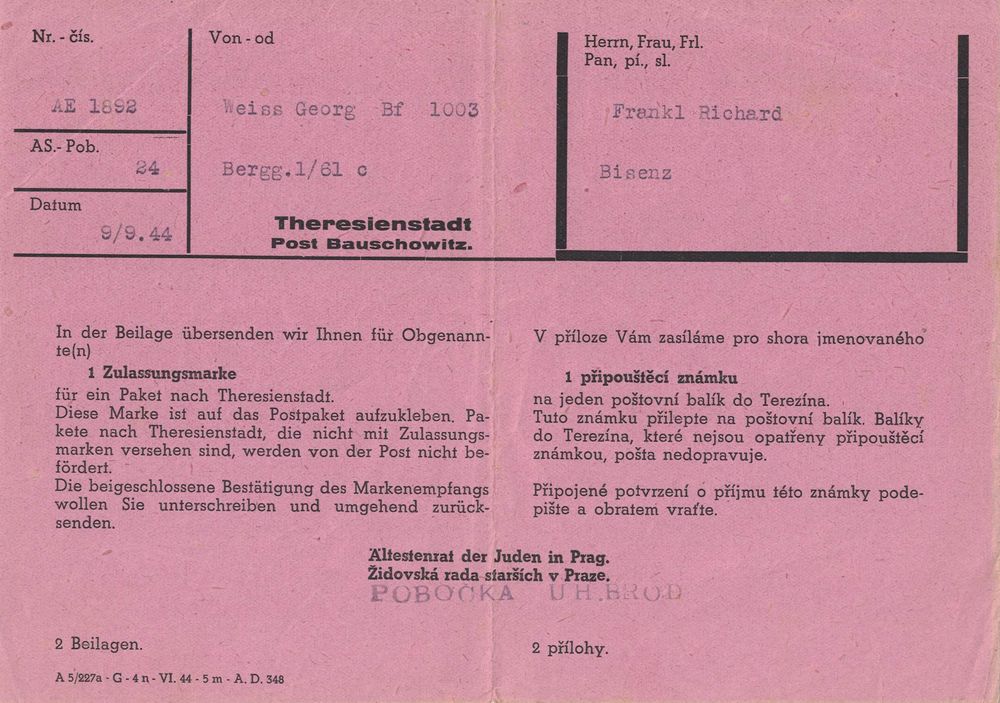 Nr. - čís.
AE 1892
AS.- Pob.
24
Datum
9/9.44
Von - od
Weiss Georg Bf 1003
Bergg.1/61 c
Theresienstadt
Post Bauschowitz.
Herrn, Frau, Frl.
Pan, pí., sl.
Frankl Richard
Bisenz
In der Beilage übersenden wir Ihnen für Obgenann-
te(n)
1 Zulassungsmarke
für ein Paket nach Theresienstadt.
Diese Marke ist auf das Postpaket aufzukleben. Pa-
kete nach Theresienstadt, die nicht mit Zulassungs-
marken versehen sind, werden von der Post nicht be-
fördert.
Die beigeschlossene Bestätigung des Markenempfangs
wollen Sie unterschreiben und umgehend zurück-
senden.
V příloze Vám zasíláme pro shora jmenovaného
1 připouštěcí známku
na jeden poštovní balík do Terezína.
Tuto známku přilepte na poštovní balík. Balíky
do Terezína, které nejsou opatřeny připouštěcí
známkou, pošta nedopravuje.
Připojené potvrzení o příjmu této známky pode-
pište a obratem vraťte.
Ältestenrat der Juden in Prag.
Židovská rada starších v Praze.
POBOČKA UH.BROD
2 Beilagen.
2 přílohy.
A 5/227a - G - 4 n - VI. 44 - 5 m - A. D. 348